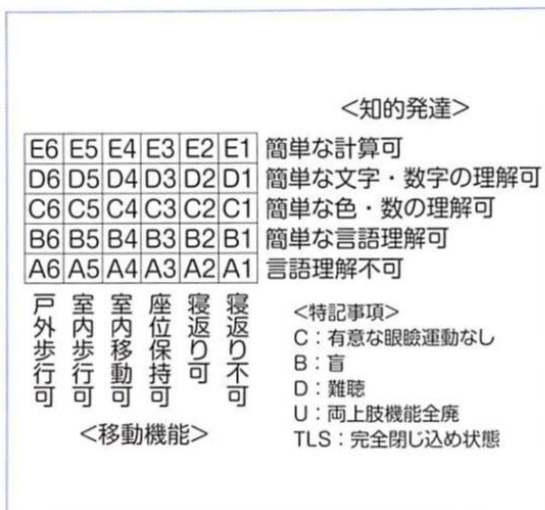 <知的発達>
E6 E5 E4 E3 E2 E1 簡単な計算可
D6 D5 D4 D3 D2 D1 簡単な文字・数字の理解可
C6 C5 C4 C3 C2 C1 簡単な色・数の理解可
B6 B5 B4 B3 B2 B1 簡単な言語理解可
A6 A5 A4 A3 A2 A1 言語理解不可
戸外歩行可
室内歩行可
室内移動可
座位保持可
寝返り可
寝返り不可
<移動機能>
<特記事項>
C：有意な眼瞼運動なし
B：盲
D：難聴
U：両上肢機能全廃
TLS：完全閉じ込め状態